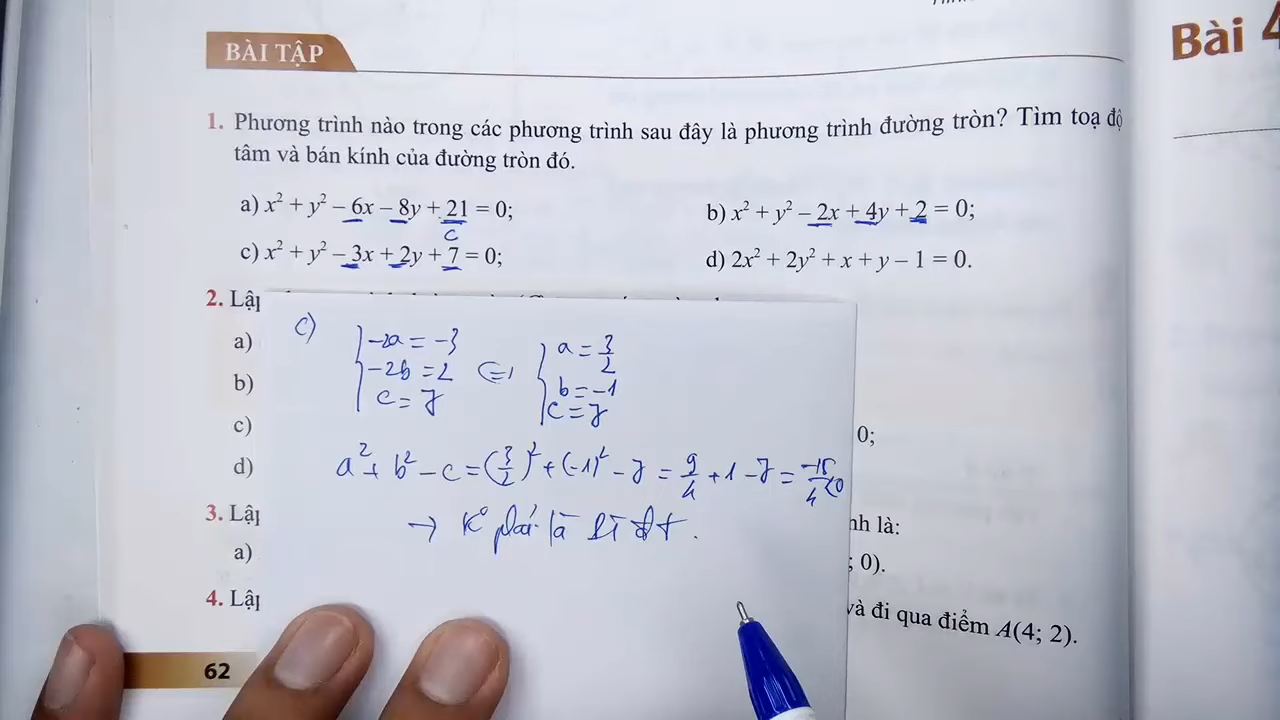 BÀI TẬP
Bài 4
1. Phương trình nào trong các phương trình sau đây là phương trình đường tròn? Tìm toạ độ
tâm và bán kính của đường tròn đó.
a) x² + y² – 6x – 8y + 21 = 0;
b) x² + y² – 2x + 4y + 2 = 0;
c
c) x² + y² – 3x + 2y + 7 = 0;
d) 2x² + 2y² + x + y – 1 = 0.
2. Lập
a)
b)
c) 0;
d)
3. Lập nh là:
a) ; 0).
4. Lập và đi qua điểm A(4; 2).
c)
-2a = -3
-2b = 2
c = 7
<=>
a = 3/2
b = -1
c = 7
a² + b² - c = (3/2)² + (-1)² - 7 = 9/4 + 1 - 7 = -15/4 < 0
→ K phải là
62